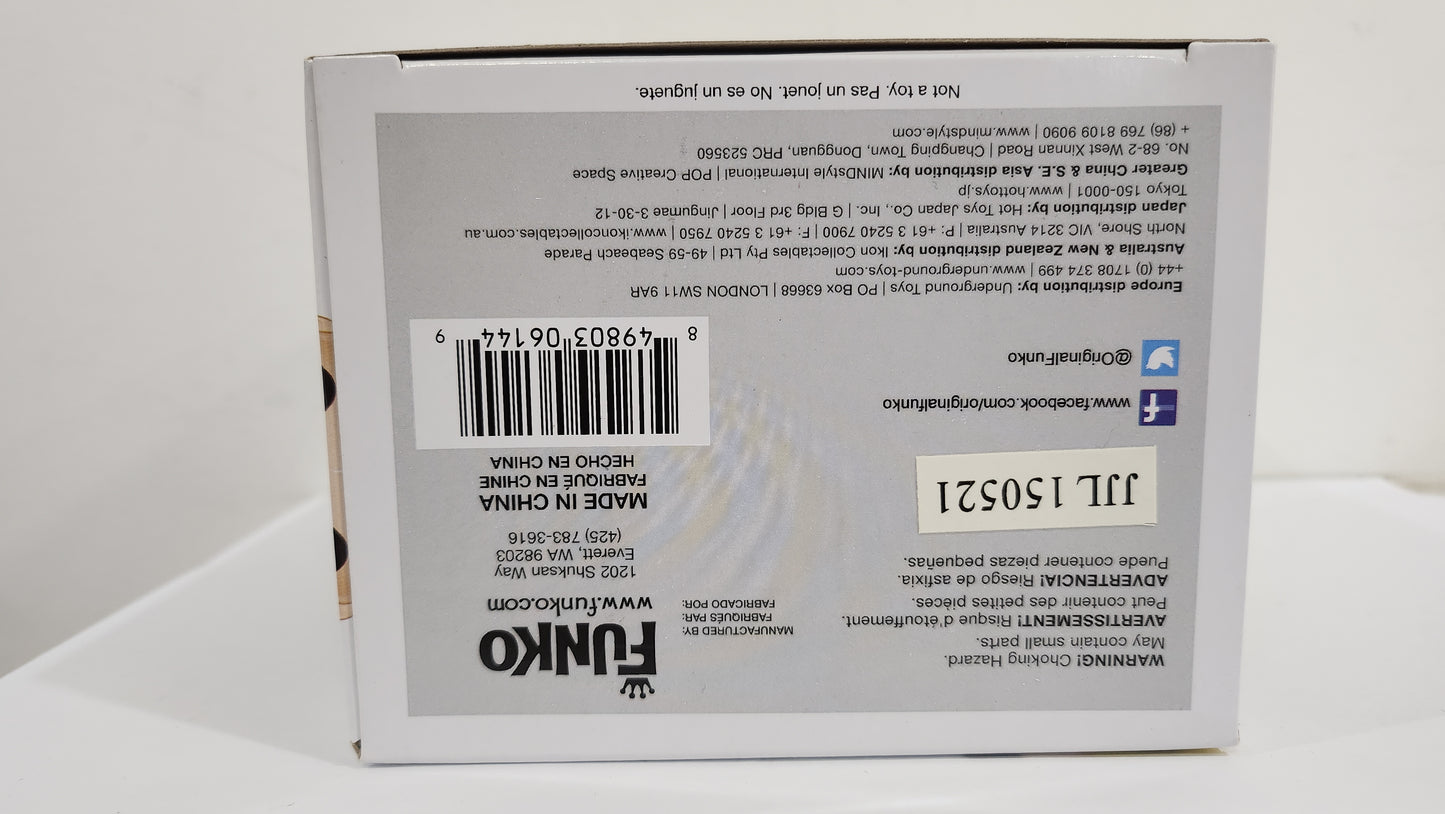 WARNING! Choking Hazard.
May contain small parts.
AVERTISSEMENT! Risque d'étouffement.
Peut contenir des petites pièces.
ADVERTENCIA! Riesgo de asfixia.
Puede contener piezas pequeñas.
JJL 150521
www.facebook.com/originalfunko
@OriginalFunko
MANUFACTURED BY:
FABRIQUÉS PAR:
FABRICADO POR:
FUNKO
www.funko.com
1202 Shuksan Way
Everett, WA 98203
(425) 783-3616
MADE IN CHINA
FABRIQUÉ EN CHINE
HECHO EN CHINA
8 49803 06144 9
Europe distribution by: Underground Toys | PO Box 63668 | LONDON SW11 9AR
+44 (0) 1708 374 499 | www.underground-toys.com
Australia & New Zealand distribution by: Ikon Collectables Pty Ltd | 49-59 Seabeach Parade
North Shore, VIC 3214 Australia | P: +61 3 5240 7900 | F: +61 3 5240 7950 | www.ikoncollectables.com.au
Japan distribution by: Hot Toys Japan Co., Inc. | G Bldg 3rd Floor | Jingumae 3-30-12
Tokyo 150-0001 | www.hottoys.jp
Greater China & S.E. Asia distribution by: MINDstyle International | POP Creative Space
No. 68-2 West Xinnan Road | Changping Town, Dongguan, PRC 523560
+ (86) 769 8109 9090 | www.mindstyle.com
Not a toy. Pas un jouet. No es un juguete.